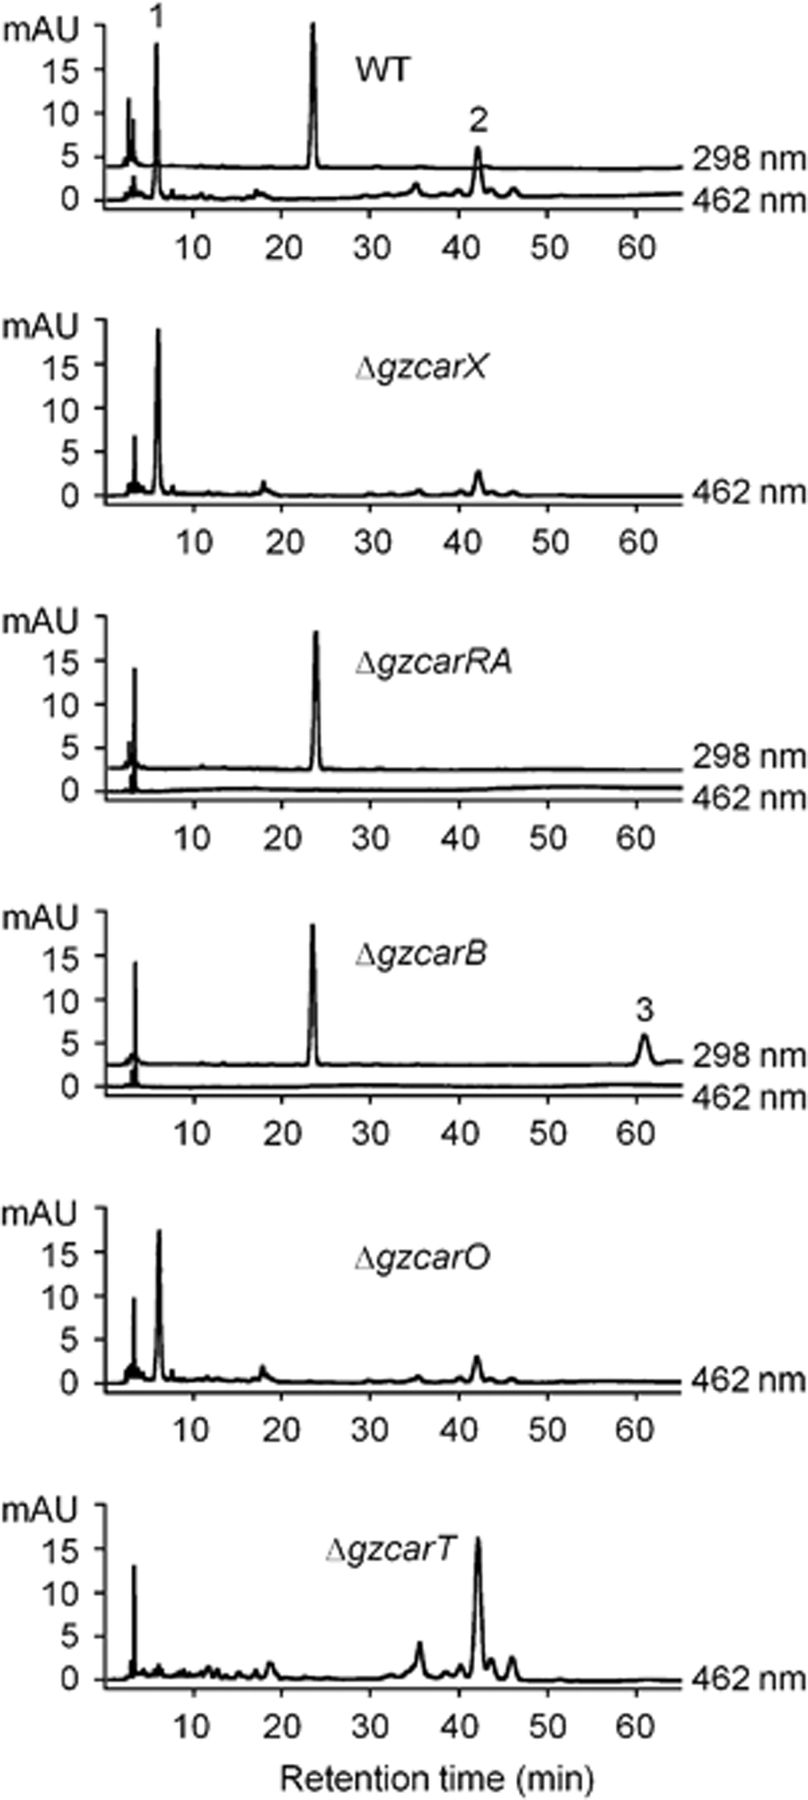 1
mAU
WT
15
10
2
5
298 nm
0
462 nm
10 20 30 40 50 60
mAU
ΔgzcarX
15
10
5
0
462 nm
10 20 30 40 50 60
mAU
ΔgzcarRA
15
10
5
298 nm
0
462 nm
10 20 30 40 50 60
mAU
ΔgzcarB
15
10
3
5
298 nm
0
462 nm
10 20 30 40 50 60
mAU
ΔgzcarO
15
10
5
0
462 nm
10 20 30 40 50 60
mAU
ΔgzcarT
15
10
5
0
462 nm
10 20 30 40 50 60
Retention time (min)